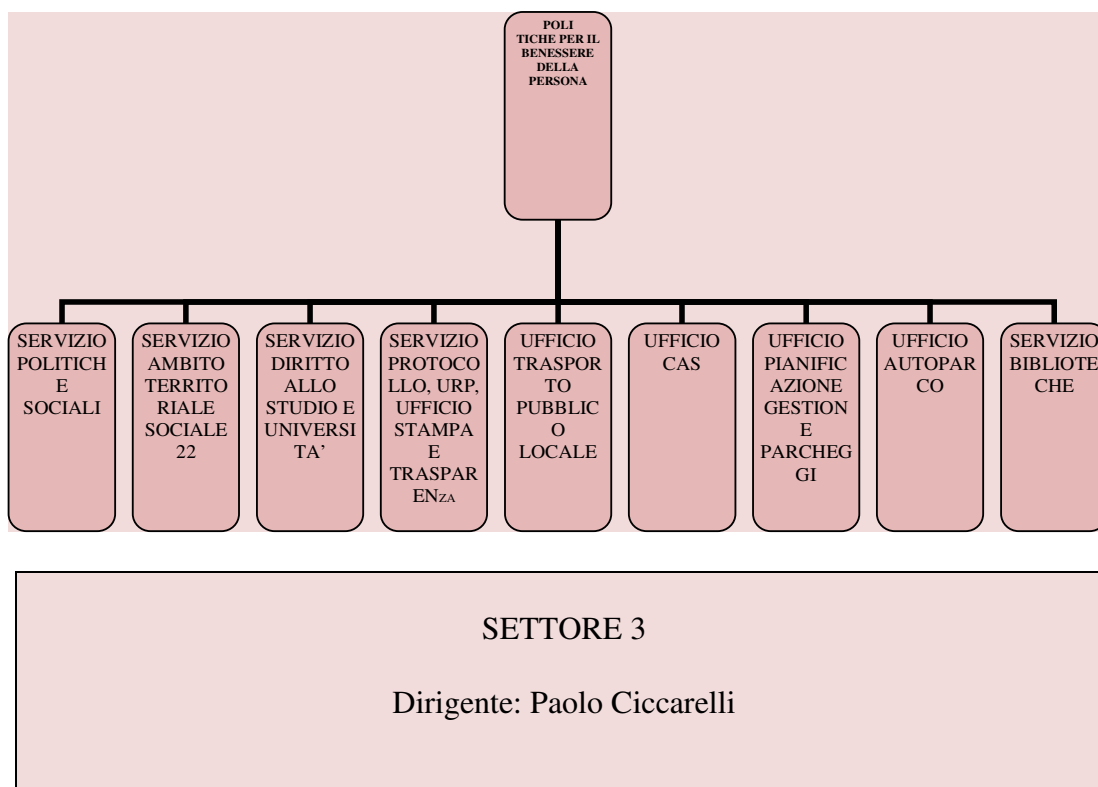 POLI
TICHE PER IL
BENESSERE
DELLA
PERSONA
SERVIZIO
POLITICH
E
SOCIALI
SERVIZIO
AMBITO
TERRITO
RIALE
SOCIALE
22
SERVIZIO
DIRITTO
ALLO
STUDIO E
UNIVERSI
TA’
SERVIZIO
PROTOCO
LLO, URP,
UFFICIO
STAMPA
E
TRASPAR
ENZA
UFFICIO
TRASPOR
TO
PUBBLIC
O
LOCALE
UFFICIO
CAS
UFFICIO
PIANIFIC
AZIONE
GESTION
E
PARCHEG
GI
UFFICIO
AUTOPAR
CO
SERVIZIO
BIBLIOTE
CHE
SETTORE 3
Dirigente: Paolo Ciccarelli